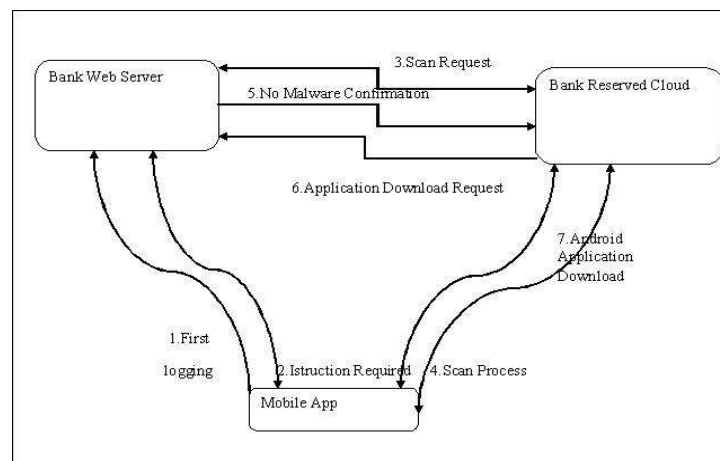 3.Scan Request
Bank Web Server
Bank Reserved Cloud
5.No Malware Confirmation
6.Application Download Request
7.Android
Application
Download
1.First
logging
2.Istruction Required
4.Scan Process
Mobile App